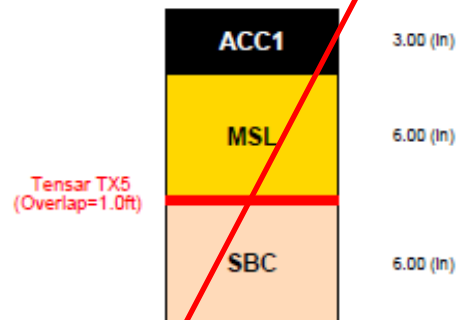 ACC1
3.00 (in)
MSL
6.00 (in)
Tensar TX5
(Overlap=1.0ft)
SBC
6.00 (in)